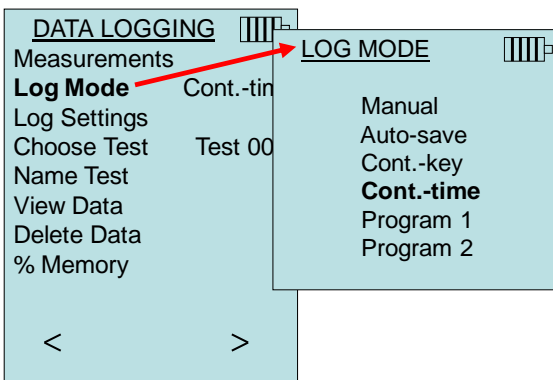 DATA LOGGING
Measurements
Log Mode Cont.-tim
Log Settings
Choose Test Test 00
Name Test
View Data
Delete Data
% Memory
< >
LOG MODE
Manual
Auto-save
Cont.-key
Cont.-time
Program 1
Program 2